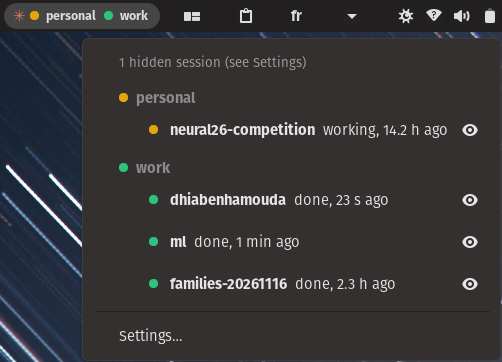 personal work fr
1 hidden session (see Settings)
personal
neural26-competition working, 14.2 h ago
work
dhiabenhamouda done, 23 s ago
ml done, 1 min ago
families-20261116 done, 2.3 h ago
Settings...